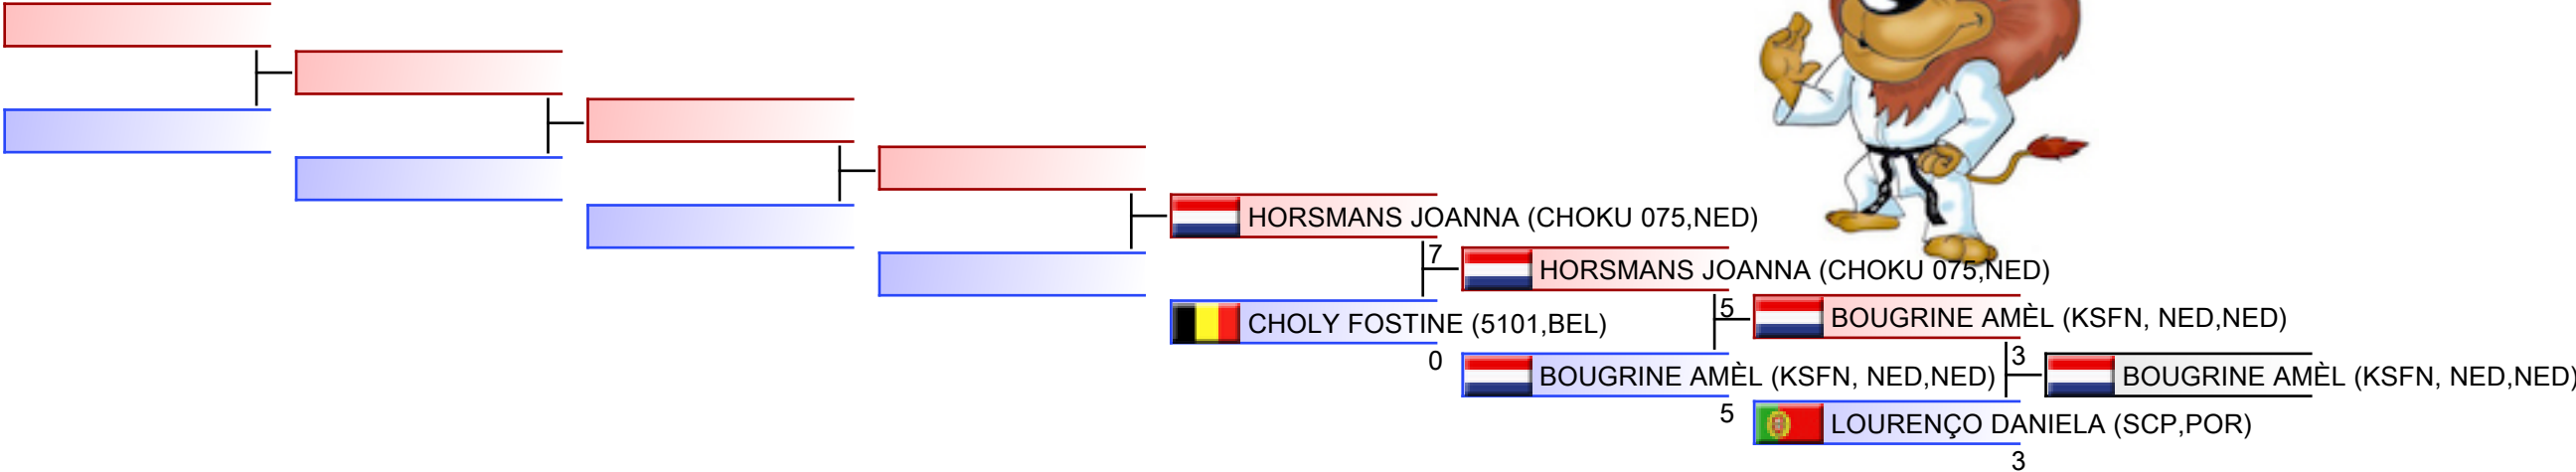 HORSMANS JOANNA (CHOKU 075,NED)
7
HORSMANS JOANNA (CHOKU 075,NED)
5
BOUGRINE AMÈL (KSFN, NED,NED)
CHOLY FOSTINE (5101,BEL)
0
3
BOUGRINE AMÈL (KSFN, NED,NED)
BOUGRINE AMÈL (KSFN, NED,NED)
5
LOURENÇO DANIELA (SCP,POR)
3